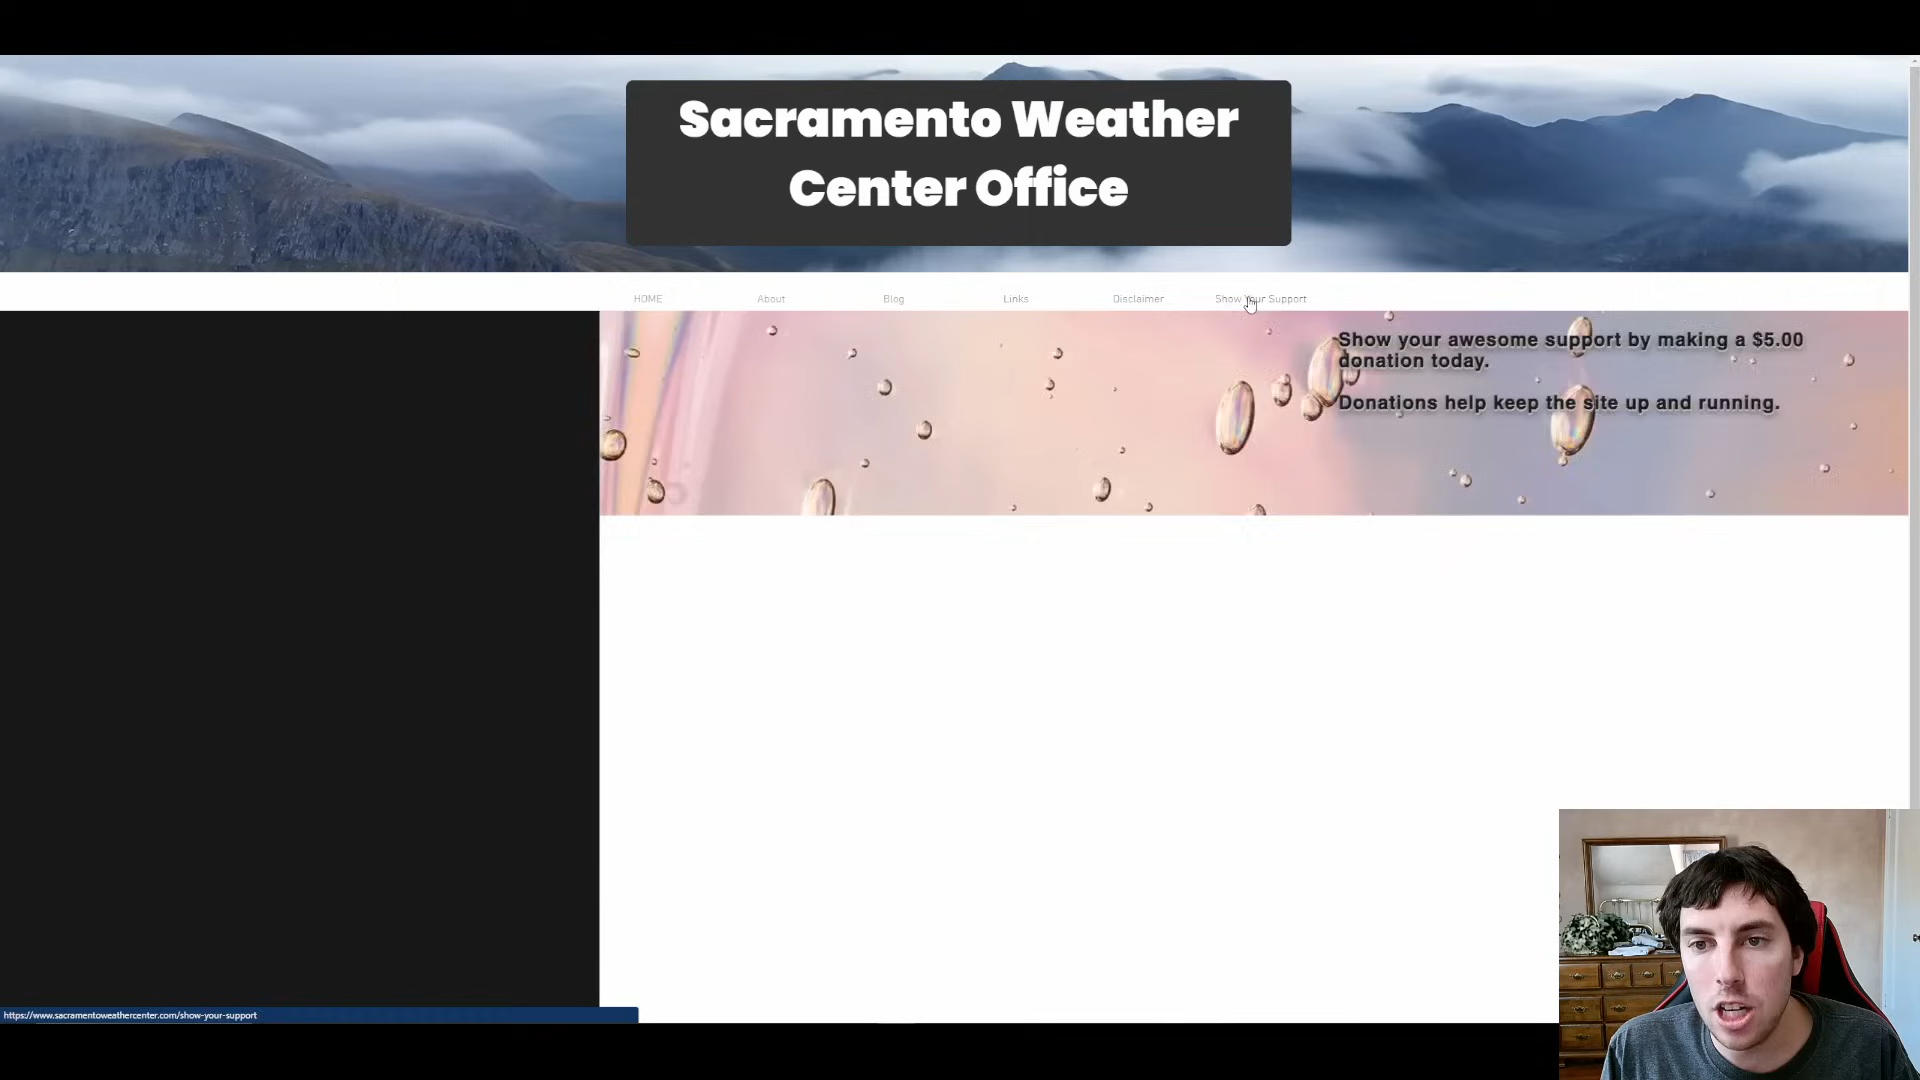 Sacramento Weather
Center Office
HOME About Blog Links Disclaimer Show Your Support
Show your awesome support by making a $5.00
donation today.
Donations help keep the site up and running.
https://www.sacramentoweathercenter.com/show-your-support